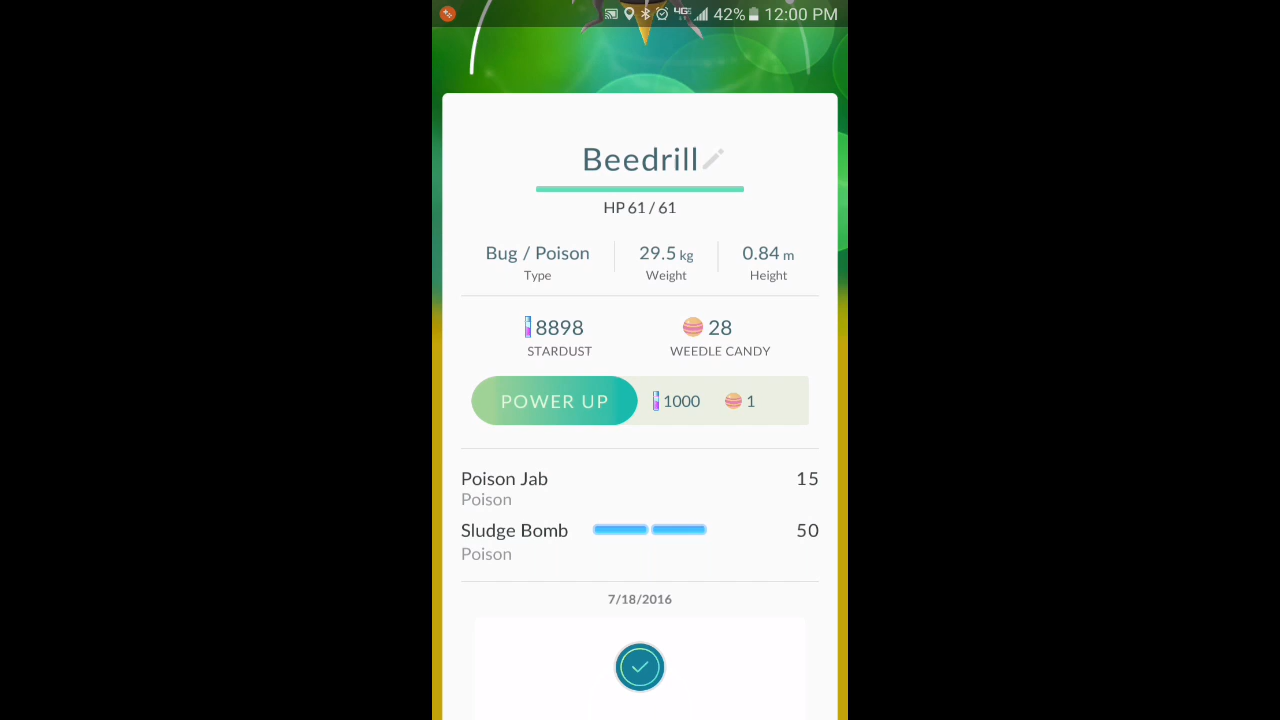 4G 42% 12:00 PM
Beedrill
HP 61 / 61
Bug / Poison 29.5 kg 0.84 m
Type Weight Height
8898 28
STARDUST WEEDLE CANDY
POWER UP 1000 1
Poison Jab 15
Poison
Sludge Bomb 50
Poison
7/18/2016